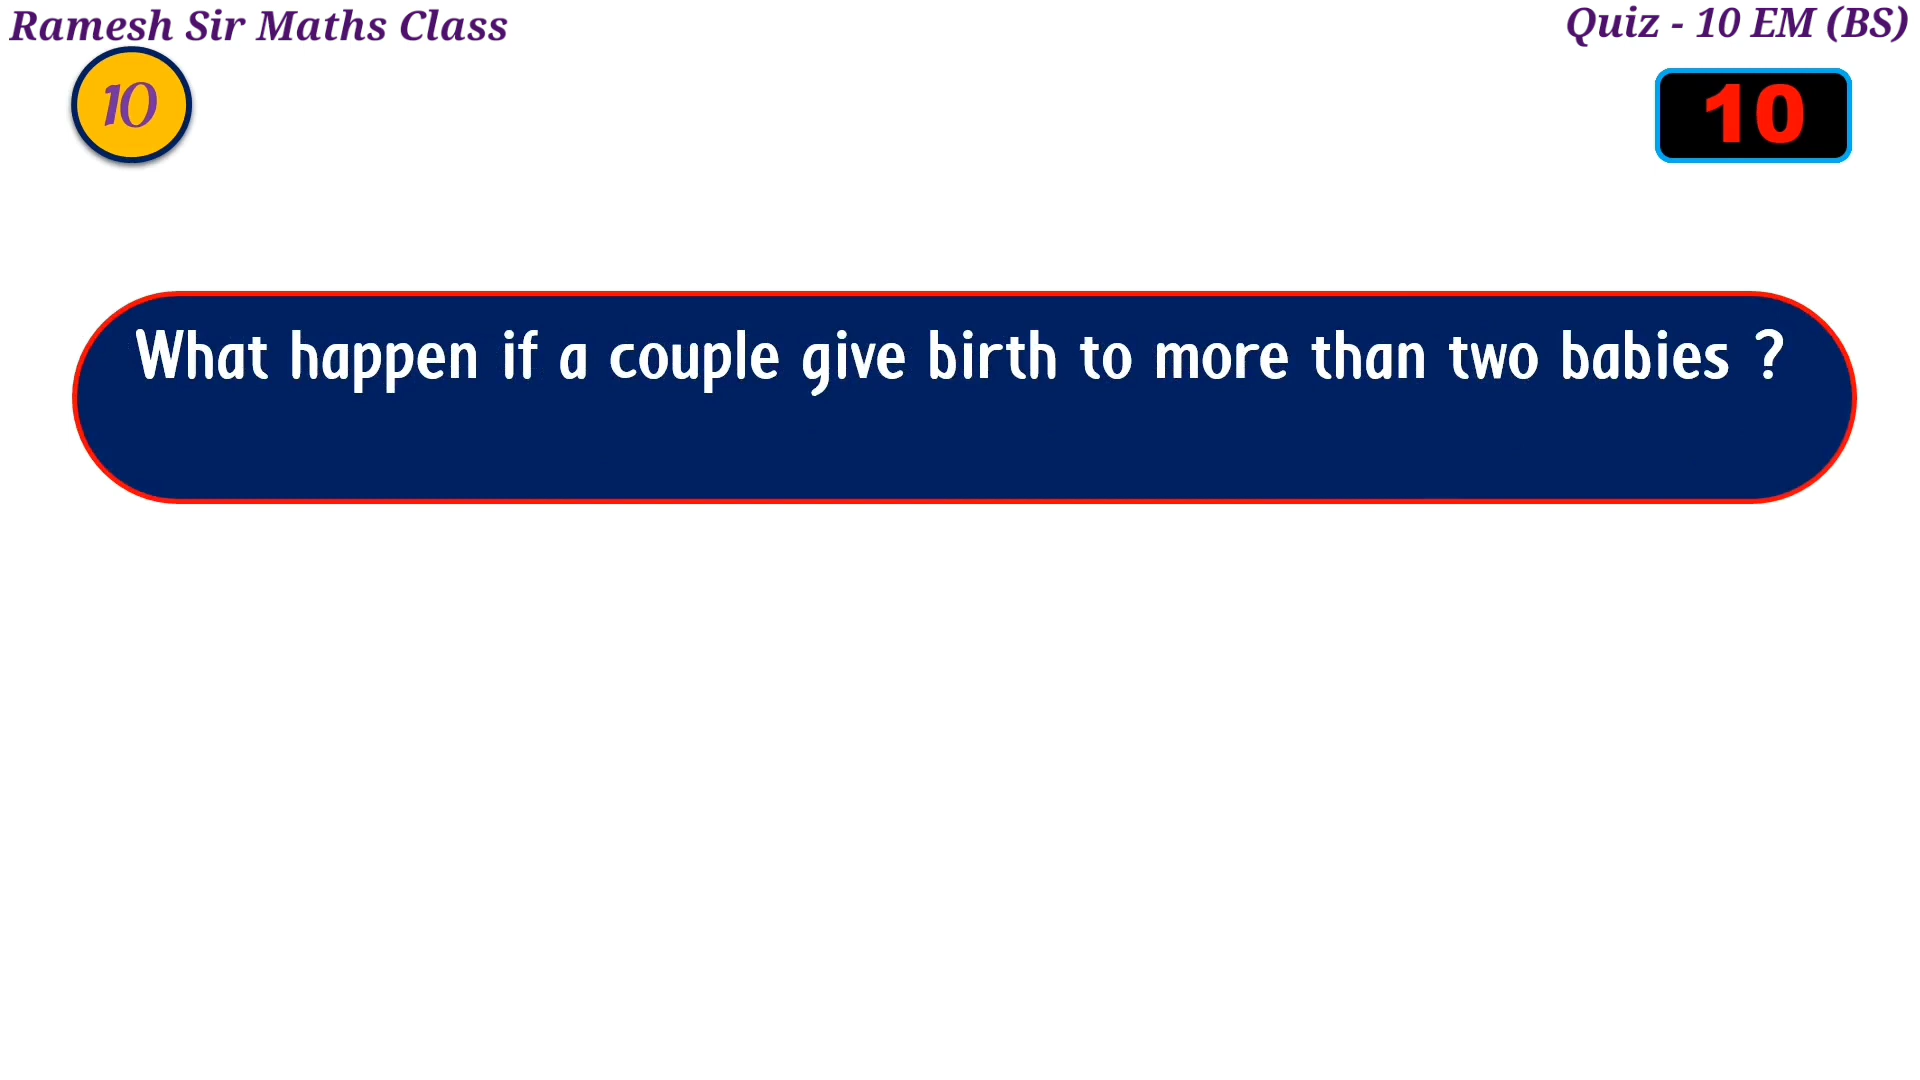 Ramesh Sir Maths Class
Quiz - 10 EM (BS)
10
10
What happen if a couple give birth to more than two babies ?